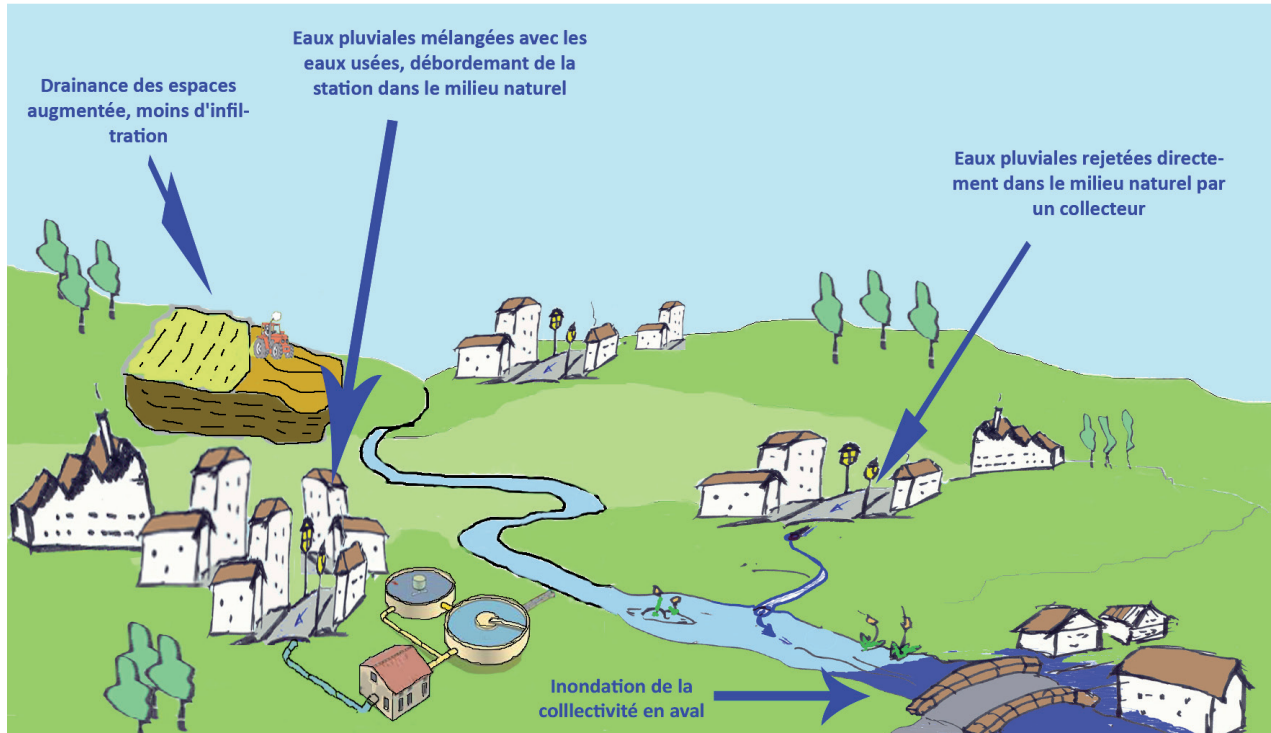 Eaux pluviales mélangées avec les
eaux usées, débordemant de la
station dans le milieu naturel
Drainance des espaces
augmentée, moins d'infil-
tration
Eaux pluviales rejetées directe-
ment dans le milieu naturel par
un collecteur
Inondation de la
colllectivité en aval